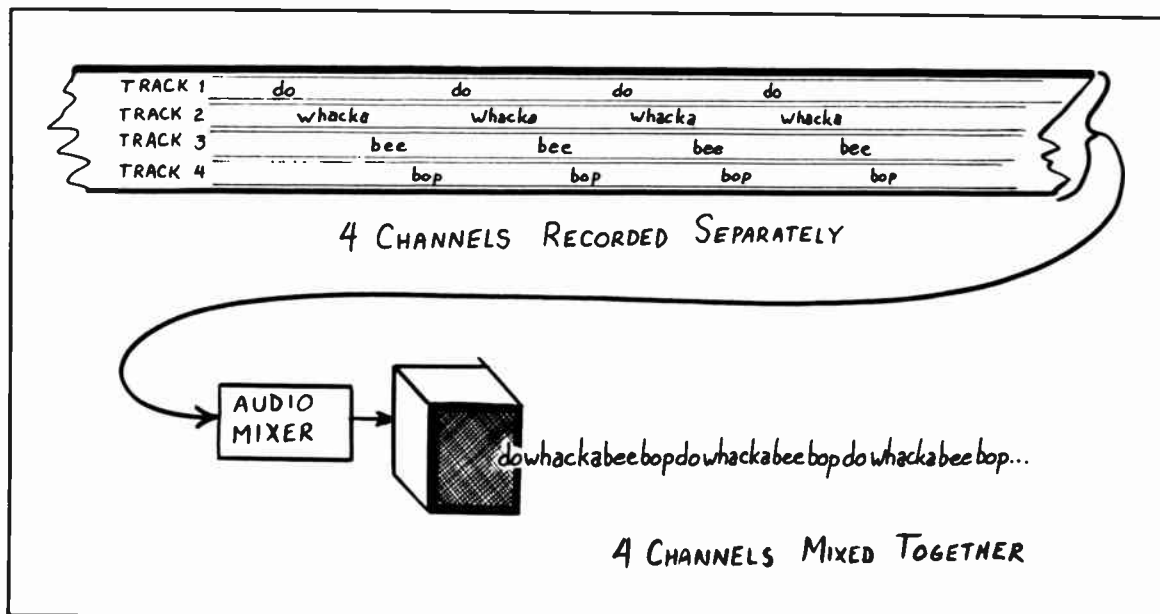 TRACK 1 do do do do
TRACK 2 whacka whacka whacka whacka
TRACK 3 bee bee bee bee
TRACK 4 bop bop bop bop
4 CHANNELS RECORDED SEPARATELY
AUDIO
MIXER
dowhackabeebopdowhackabeebopdowhackabeebop...
4 CHANNELS MIXED TOGETHER